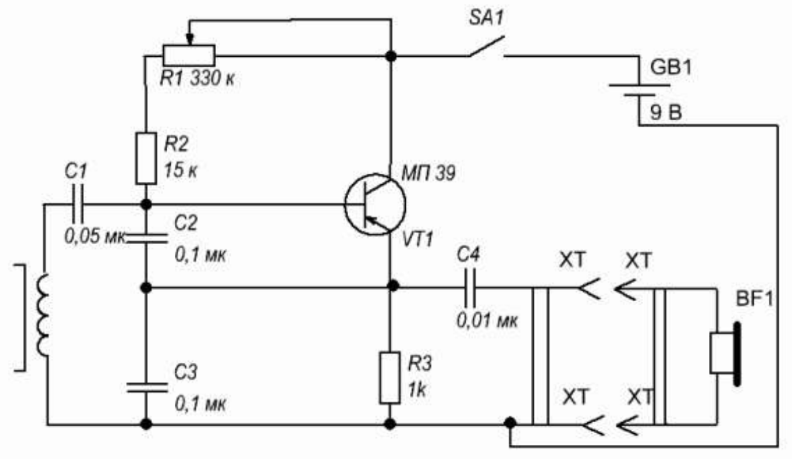 SA1
R1 330 к
GB1
9 В
R2
15 к
C1
0,05 мк
C2
0,1 мк
МП 39
VT1
C4
0,01 мк
XT
XT
BF1
R3
1k
C3
0,1 мк
XT
XT